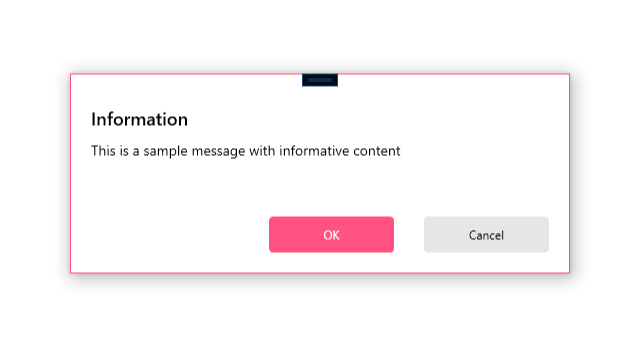 Information
This is a sample message with informative content
OK
Cancel